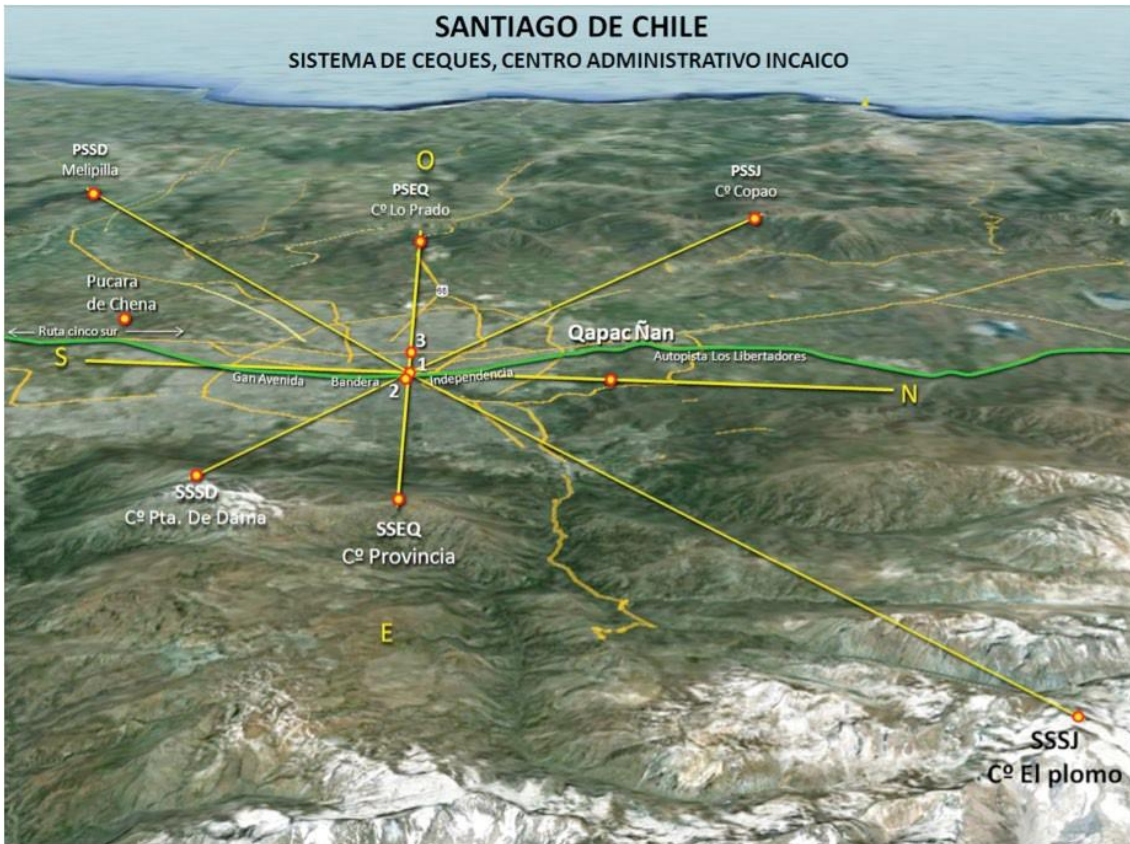 SANTIAGO DE CHILE
SISTEMA DE CEQUES, CENTRO ADMINISTRATIVO INCAICO
PSSD
Melipilla
O
PSEQ
Cº Lo Prado
PSSJ
Cº Copao
Pucara
de Chena
68
Ruta cinco sur
3
Qapac Ñan
S
1
Autopista Los Libertadores
Gan Avenida
Bandera
Independencia
2
N
SSSD
Cº Pta. De Dama
SSEQ
Cº Provincia
E
SSSJ
Cº El plomo